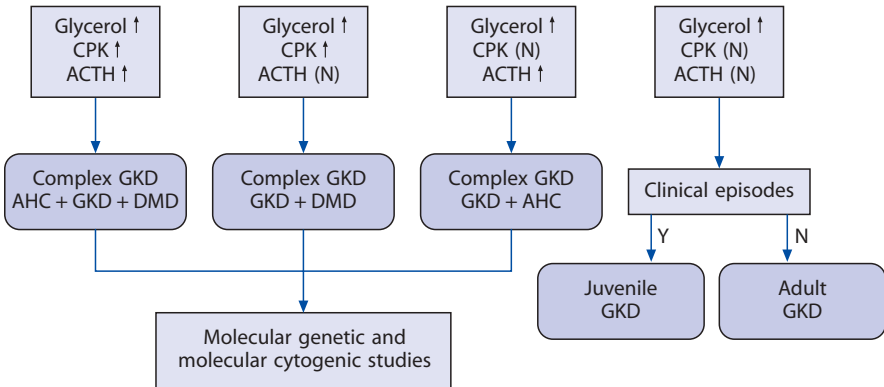 Glycerol ↑
CPK ↑
ACTH ↑
Glycerol ↑
CPK ↑
ACTH (N)
Glycerol ↑
CPK (N)
ACTH ↑
Glycerol ↑
CPK (N)
ACTH (N)
Complex GKD
AHC + GKD + DMD
Complex GKD
GKD + DMD
Complex GKD
GKD + AHC
Clinical episodes
Y
N
Juvenile
GKD
Adult
GKD
Molecular genetic and
molecular cytogenic studies